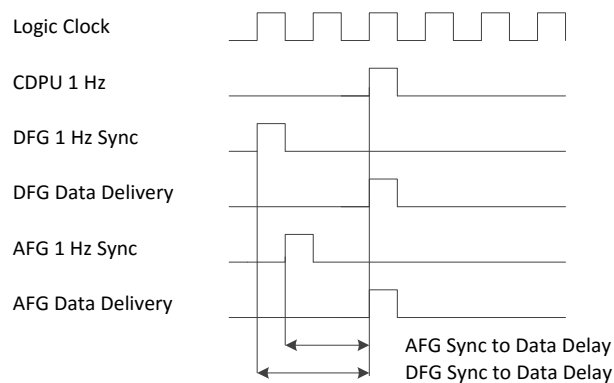 Logic Clock
CDPU 1 Hz
DFG 1 Hz Sync
DFG Data Delivery
AFG 1 Hz Sync
AFG Data Delivery
AFG Sync to Data Delay
DFG Sync to Data Delay